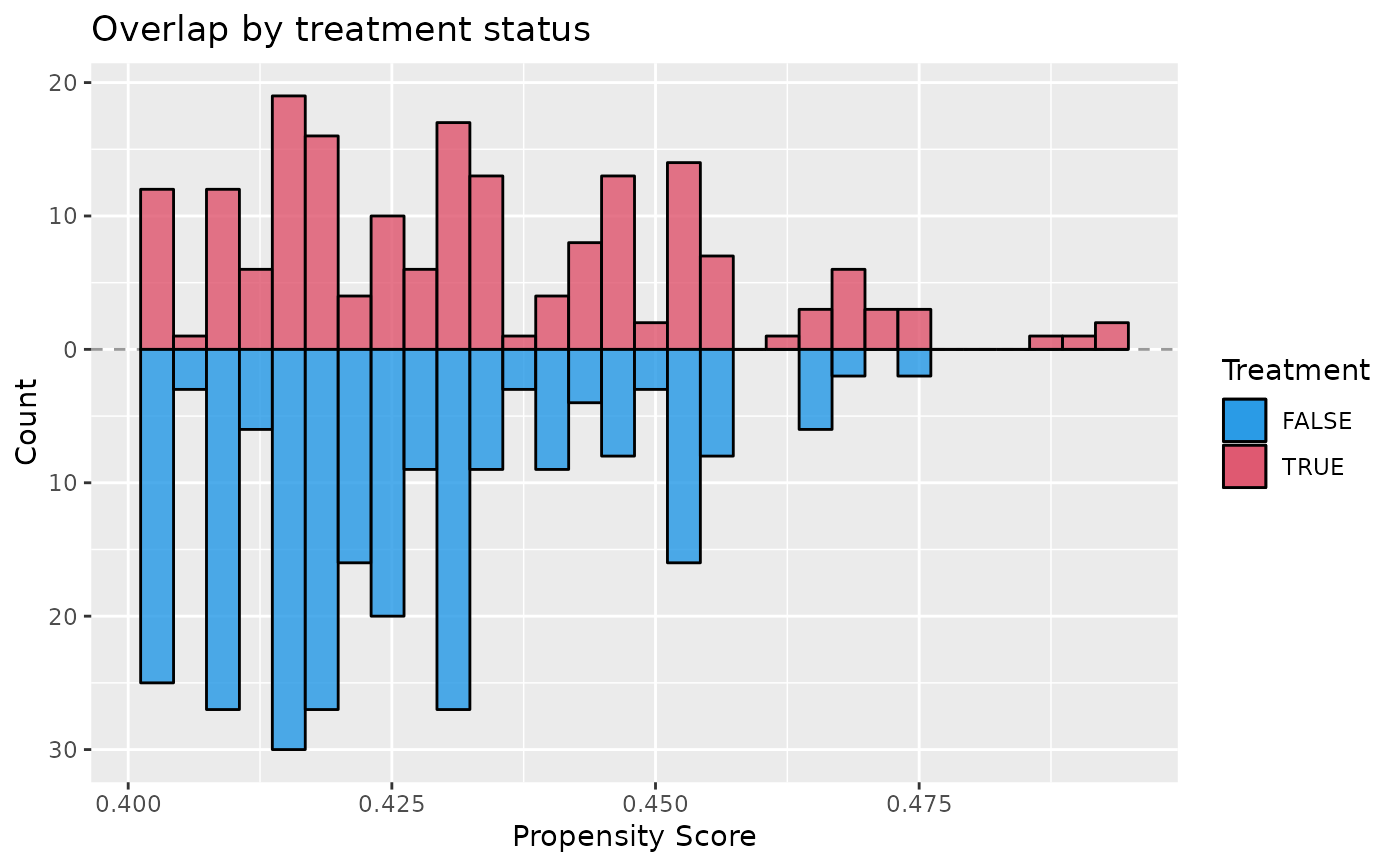 Overlap by treatment status
20
10
0
10
20
30
Count
0.400 0.425 0.450 0.475
Propensity Score
Treatment
FALSE
TRUE